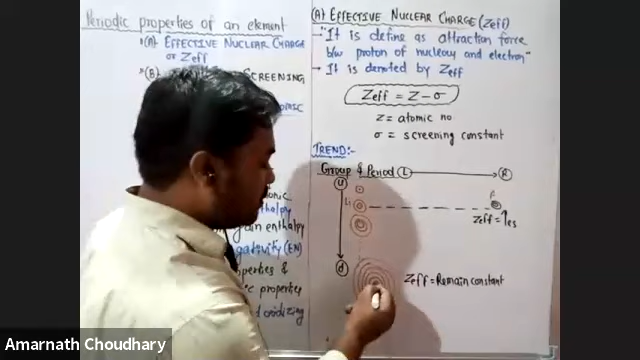 Periodic properties of an element
(A) EFFECTIVE NUCLEAR CHARGE
OR Zeff
(B) SCREENING
(A) EFFECTIVE NUCLEAR CHARGE (Zeff)
"It is define as attraction force
b/w proton of nucleus and electron"
→ It is denoted by Zeff
Zeff = Z - σ
Z = atomic no
σ = screening constant
TREND:-
Group & Period (L) → (R)
(U)
Li
F
Zeff = ↑es
(d)
Zeff = Remain constant
gain enthalpy
(EN)
properties &
properties
oxidizing
Amarnath Choudhary